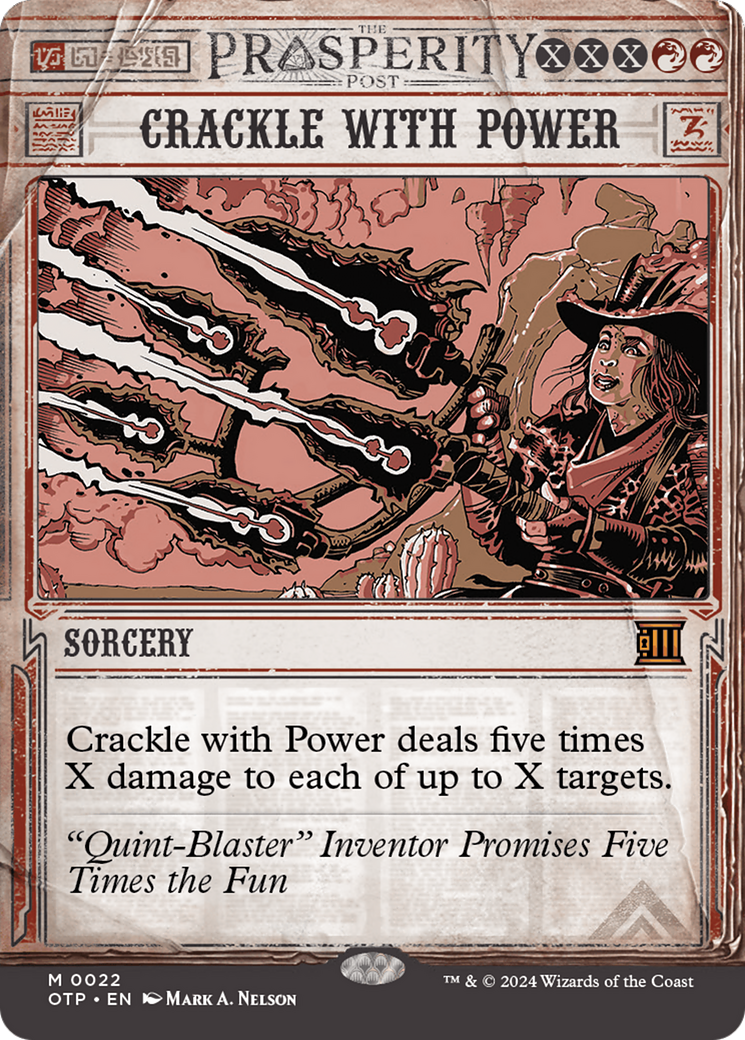 THE
PROSPERITY
POST
XXX
CRACKLE WITH POWER
SORCERY
Crackle with Power deals five times
X damage to each of up to X targets.
“Quint-Blaster” Inventor Promises Five
Times the Fun
M 0022
OTP • EN MARK A. NELSON
™ & © 2024 Wizards of the Coast